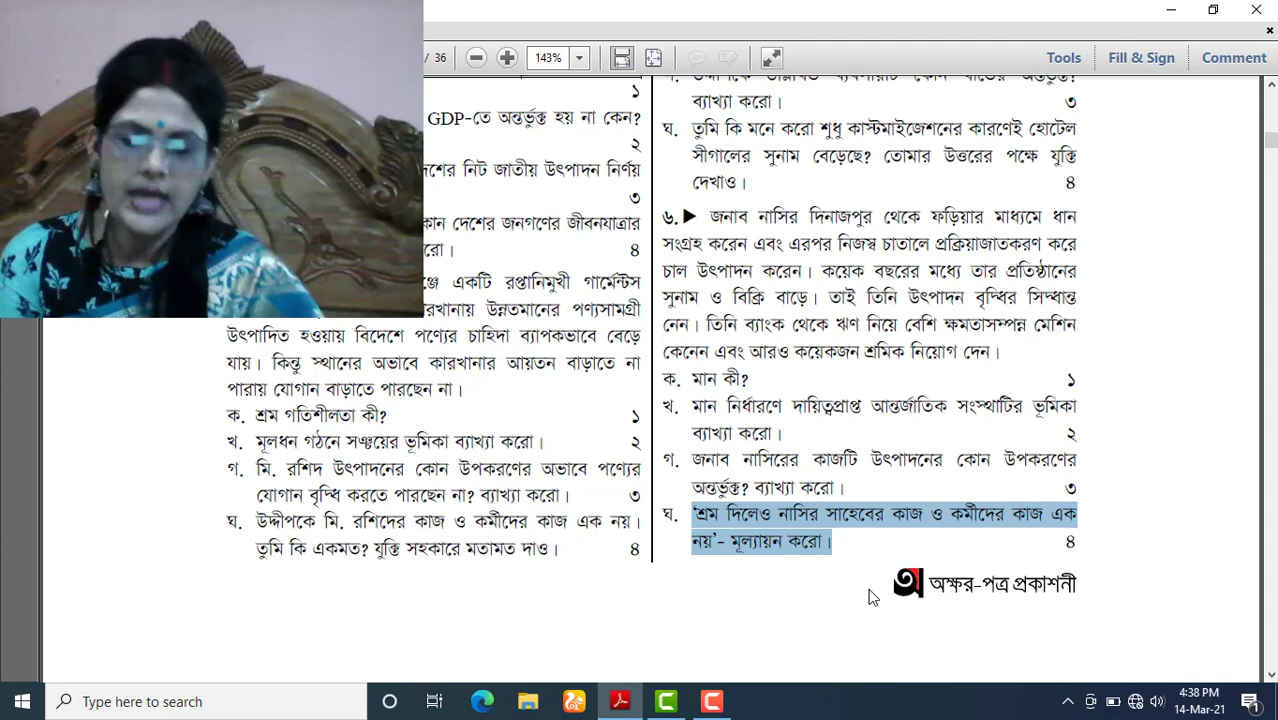 / 36
143%
Tools
Fill & Sign
Comment
১
GDP-তে অন্তর্ভুক্ত হয় না কেন?
২
দেশের নিট জাতীয় উৎপাদন নির্ণয়
৩
কোন দেশের জনগণের জীবনযাত্রার
করো। ৪
একটি রপ্তানিমুখী গার্মেন্টস
কারখানায় উন্নতমানের পণ্যসামগ্রী
উৎপাদিত হওয়ায় বিদেশে পণ্যের চাহিদা ব্যাপকভাবে বেড়ে
যায়। কিন্তু স্থানের অভাবে কারখানার আয়তন বাড়াতে না
পারায় যোগান বাড়াতে পারছেন না।
ক. শ্রম গতিশীলতা কী? ১
খ. মূলধন গঠনে সঞ্চয়ের ভূমিকা ব্যাখ্যা করো। ২
গ. মি. রশিদ উৎপাদনের কোন উপকরণের অভাবে পণ্যের
যোগান বৃদ্ধি করতে পারছেন না? ব্যাখ্যা করো। ৩
ঘ. উদ্দীপকে মি. রশিদের কাজ ও কর্মীদের কাজ এক নয়।
তুমি কি একমত? যুক্তি সহকারে মতামত দাও। ৪
গ. উদ্দীপকে উল্লিখিত ব্যবসায়টি কোন খাতের অন্তর্ভুক্ত?
ব্যাখ্যা করো। ৩
ঘ. তুমি কি মনে করো শুধু কাস্টমাইজেশনের কারণেই হোটেল
সীগালের সুনাম বেড়েছে? তোমার উত্তরের পক্ষে যুক্তি
দেখাও। ৪
৬.▶ জনাব নাসির দিনাজপুর থেকে ফড়িয়ার মাধ্যমে ধান
সংগ্রহ করেন এবং এরপর নিজস্ব চাতালে প্রক্রিয়াজাতকরণ করে
চাল উৎপাদন করেন। কয়েক বছরের মধ্যে তার প্রতিষ্ঠানের
সুনাম ও বিক্রি বাড়ে। তাই তিনি উৎপাদন বৃদ্ধির সিদ্ধান্ত
নেন। তিনি ব্যাংক থেকে ঋণ নিয়ে বেশি ক্ষমতাসম্পন্ন মেশিন
কেনেন এবং আরও কয়েকজন শ্রমিক নিয়োগ দেন।
ক. মান কী? ১
খ. মান নির্ধারণে দায়িত্বপ্রাপ্ত আন্তর্জাতিক সংস্থাটির ভূমিকা
ব্যাখ্যা করো। ২
গ. জনাব নাসিরের কাজটি উৎপাদনের কোন উপকরণের
অন্তর্ভুক্ত? ব্যাখ্যা করো। ৩
ঘ. ‘শ্রম দিলেও নাসির সাহেবের কাজ ও কর্মীদের কাজ এক
নয়’- মূল্যায়ন করো। ৪
অক্ষর-পত্র প্রকাশনী
Type here to search
4:38 PM
14-Mar-21